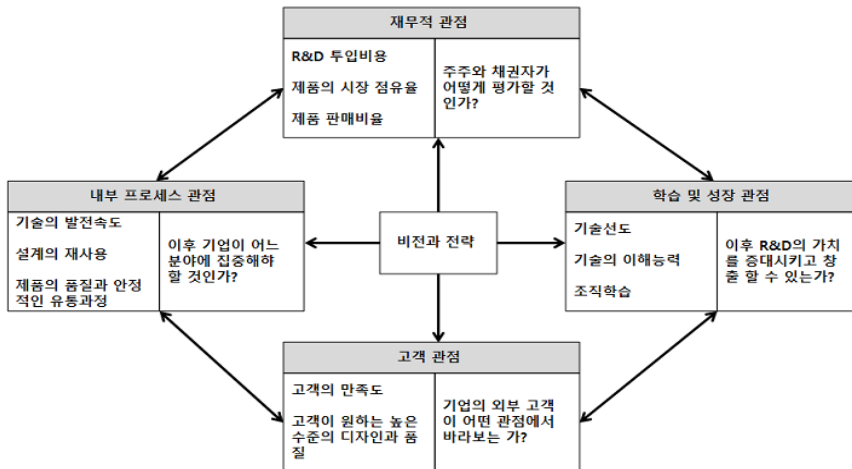 재무적 관점
R&D 투입비용
제품의 시장 점유율
제품 판매비율
주주와 채권자가
어떻게 평가할 것
인가?
내부 프로세스 관점
기술의 발전속도
설계의 재사용
제품의 품질과 안정
적인 유통과정
이후 기업이 어느
분야에 집중해햐
할 것인가?
비전과 전략
학습 및 성장 관점
기술선도
기술의 이해능력
조직학습
이후 R&D의 가치
를 증대시키고 창
출 할 수 있는가?
고객 관점
고객의 만족도
고객이 원하는 높은
수준의 디자인과 품
질
기업의 외부 고객
이 어떤 관점에서
바라보는 가?